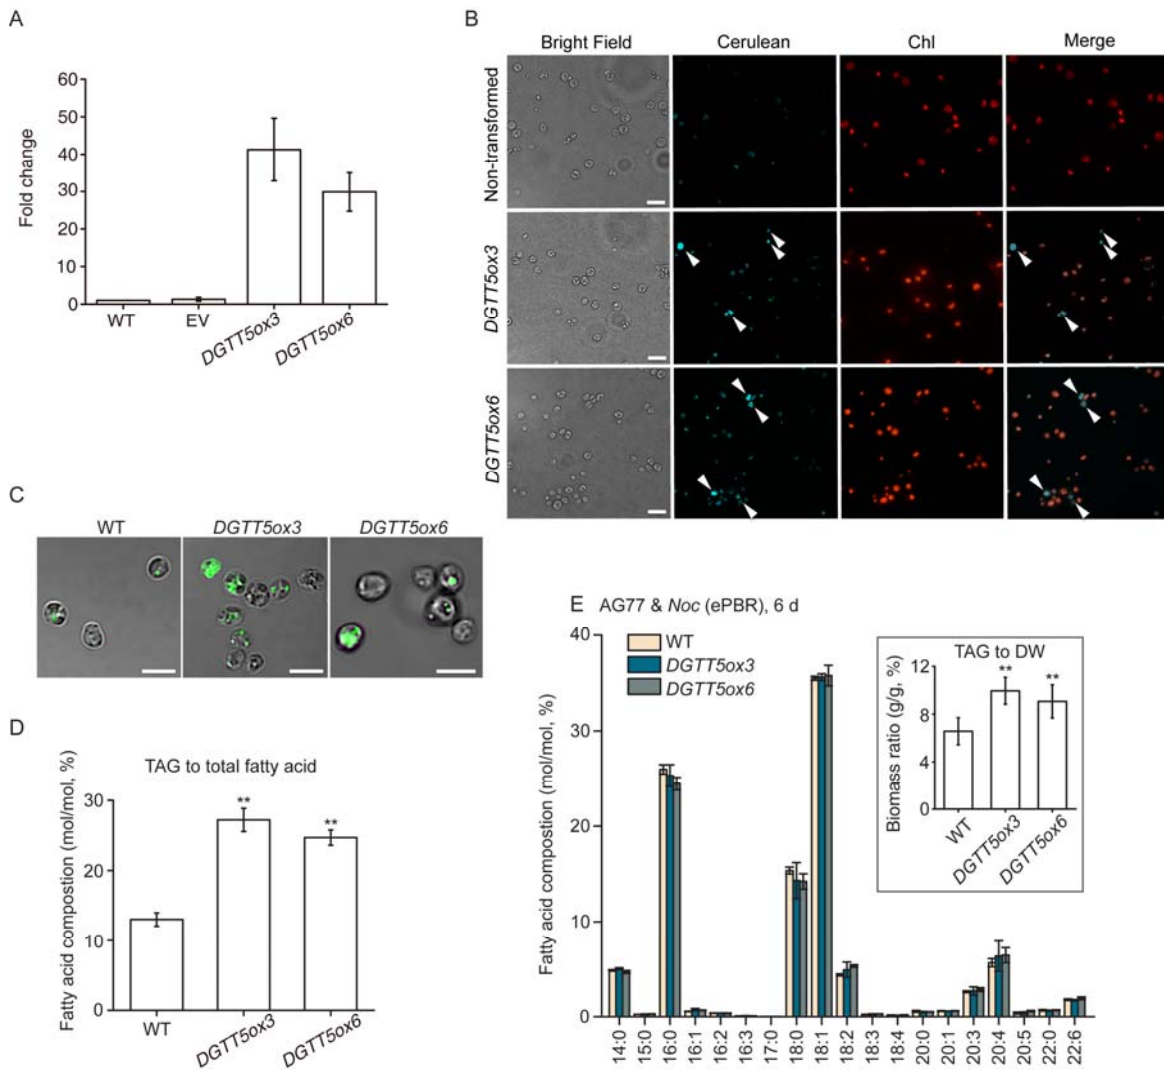 A
Fold change
60
50
40
30
20
10
0
WT
EV
DGTT5ox3
DGTT5ox6
B
Bright Field
Cerulean
Chl
Merge
Non-transformed
DGTT5ox3
DGTT5ox6
C
WT
DGTT5ox3
DGTT5ox6
D
TAG to total fatty acid
Fatty acid compostion (mol/mol, %)
30
20
10
0
**
**
WT
DGTT5ox3
DGTT5ox6
E AG77 & Noc (ePBR), 6 d
Fatty acid compostion (mol/mol, %)
40
30
20
10
0
WT
DGTT5ox3
DGTT5ox6
TAG to DW
Biomass ratio (g/g, %)
12
9
6
3
0
**
**
WT
DGTT5ox3
DGTT5ox6
14:0
15:0
16:0
16:1
16:2
16:3
17:0
18:0
18:1
18:2
18:3
18:4
20:0
20:1
20:3
20:4
20:5
22:0
22:6